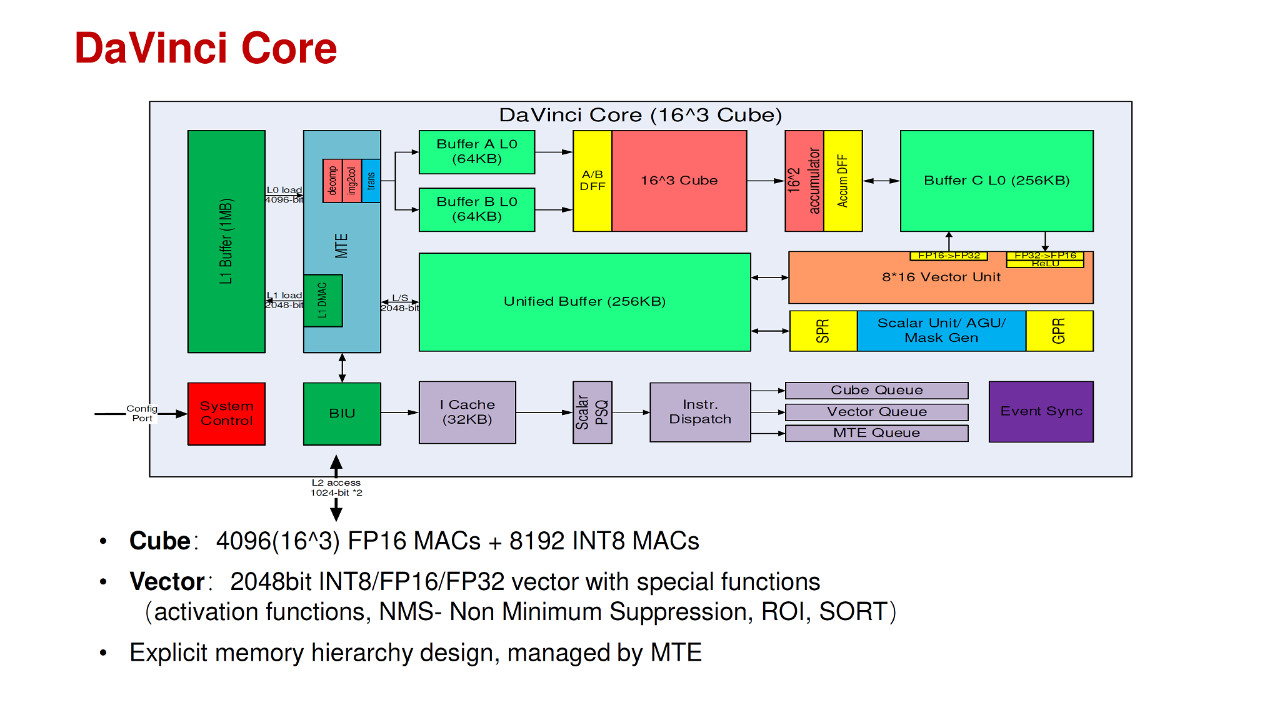 DaVinci Core
DaVinci Core (16^3 Cube)
L1 Buffer (1MB)
L0 load
4096-bit
L1 load
2048-bit
MTE
decomp
img2col
trans
L1 DMAC
L/S
2048-bit
Buffer A L0
(64KB)
Buffer B L0
(64KB)
A/B
DFF
16^3 Cube
16^2
accumulator
Accum DFF
Buffer C L0 (256KB)
Unified Buffer (256KB)
FP16->FP32
FP32->FP16
ReLU
8*16 Vector Unit
SPR
Scalar Unit/ AGU/
Mask Gen
GPR
Config
Port
System
Control
BIU
I Cache
(32KB)
Scalar
PSQ
Instr.
Dispatch
Cube Queue
Vector Queue
MTE Queue
Event Sync
L2 access
1024-bit *2
• Cube： 4096(16^3) FP16 MACs + 8192 INT8 MACs
• Vector： 2048bit INT8/FP16/FP32 vector with special functions
（activation functions, NMS- Non Minimum Suppression, ROI, SORT）
• Explicit memory hierarchy design, managed by MTE